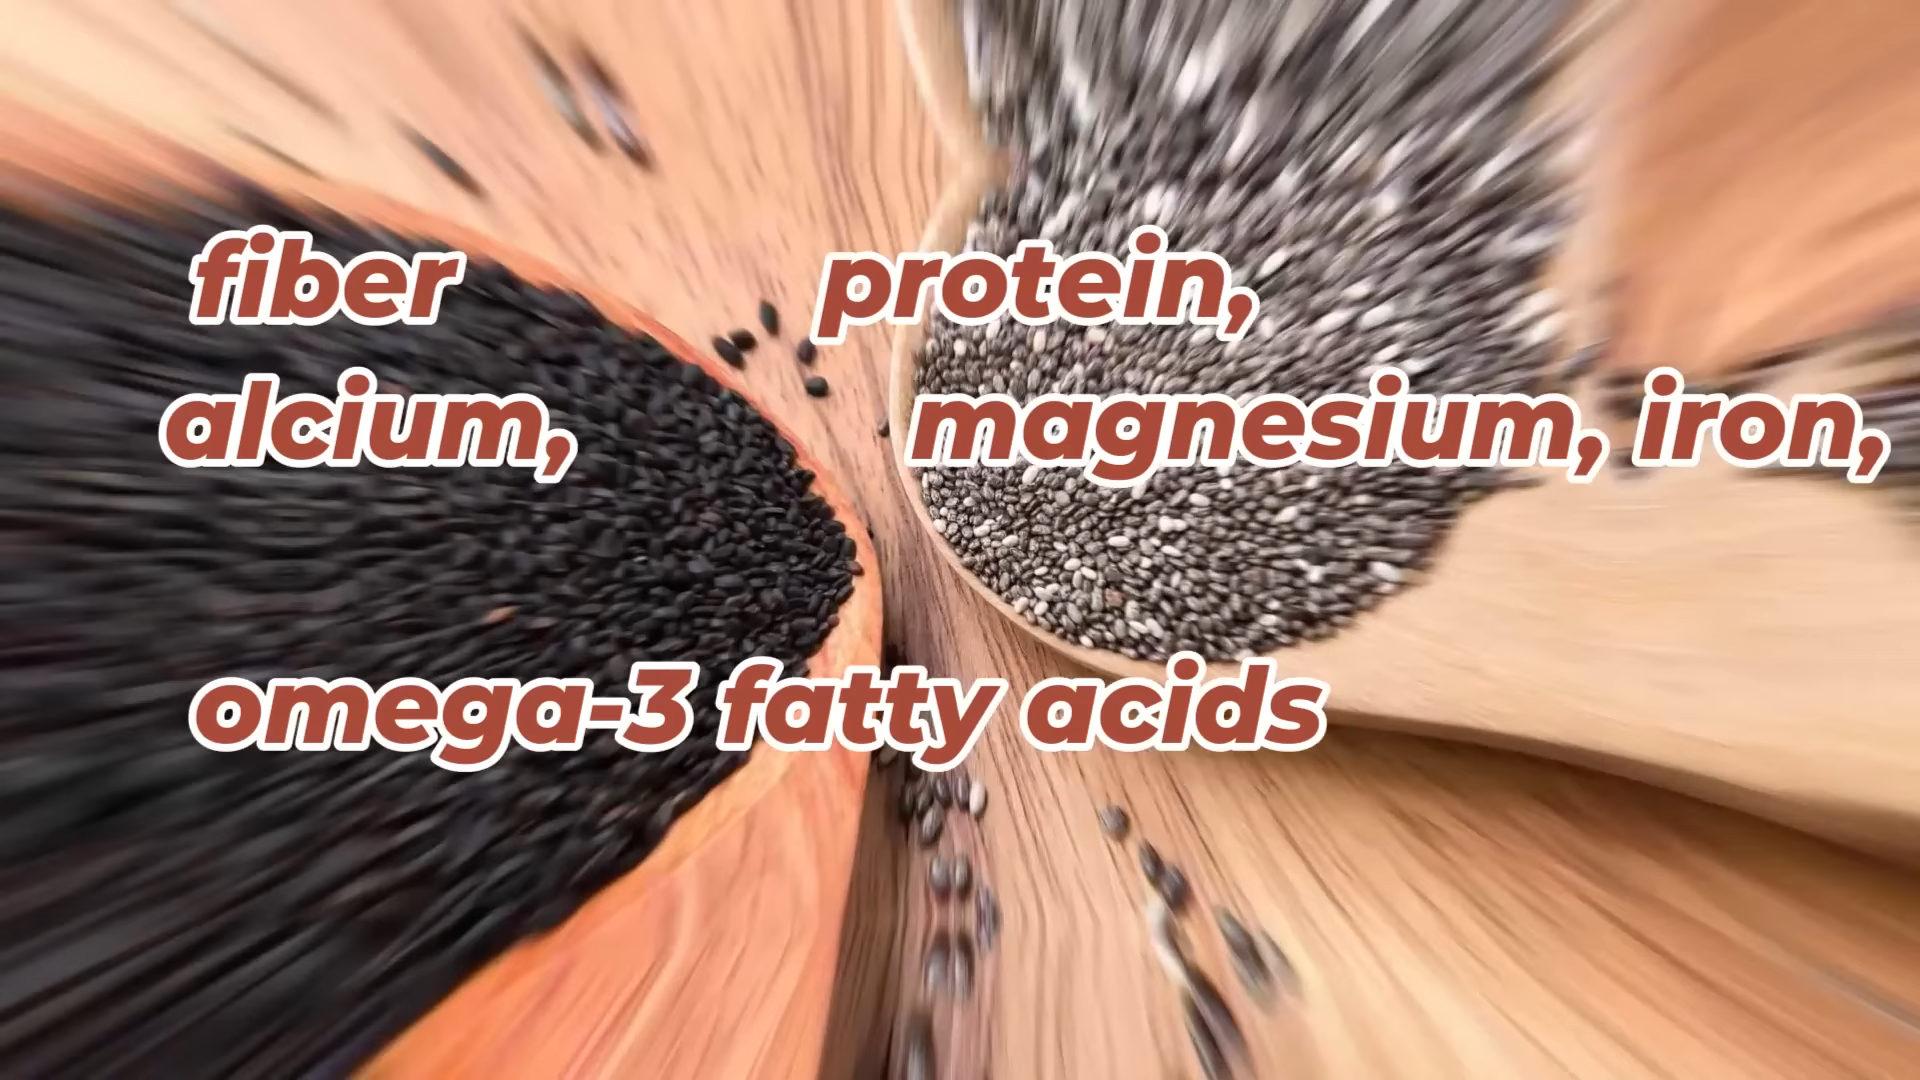 fiber protein,
alcium, magnesium, iron,
omega-3 fatty acids